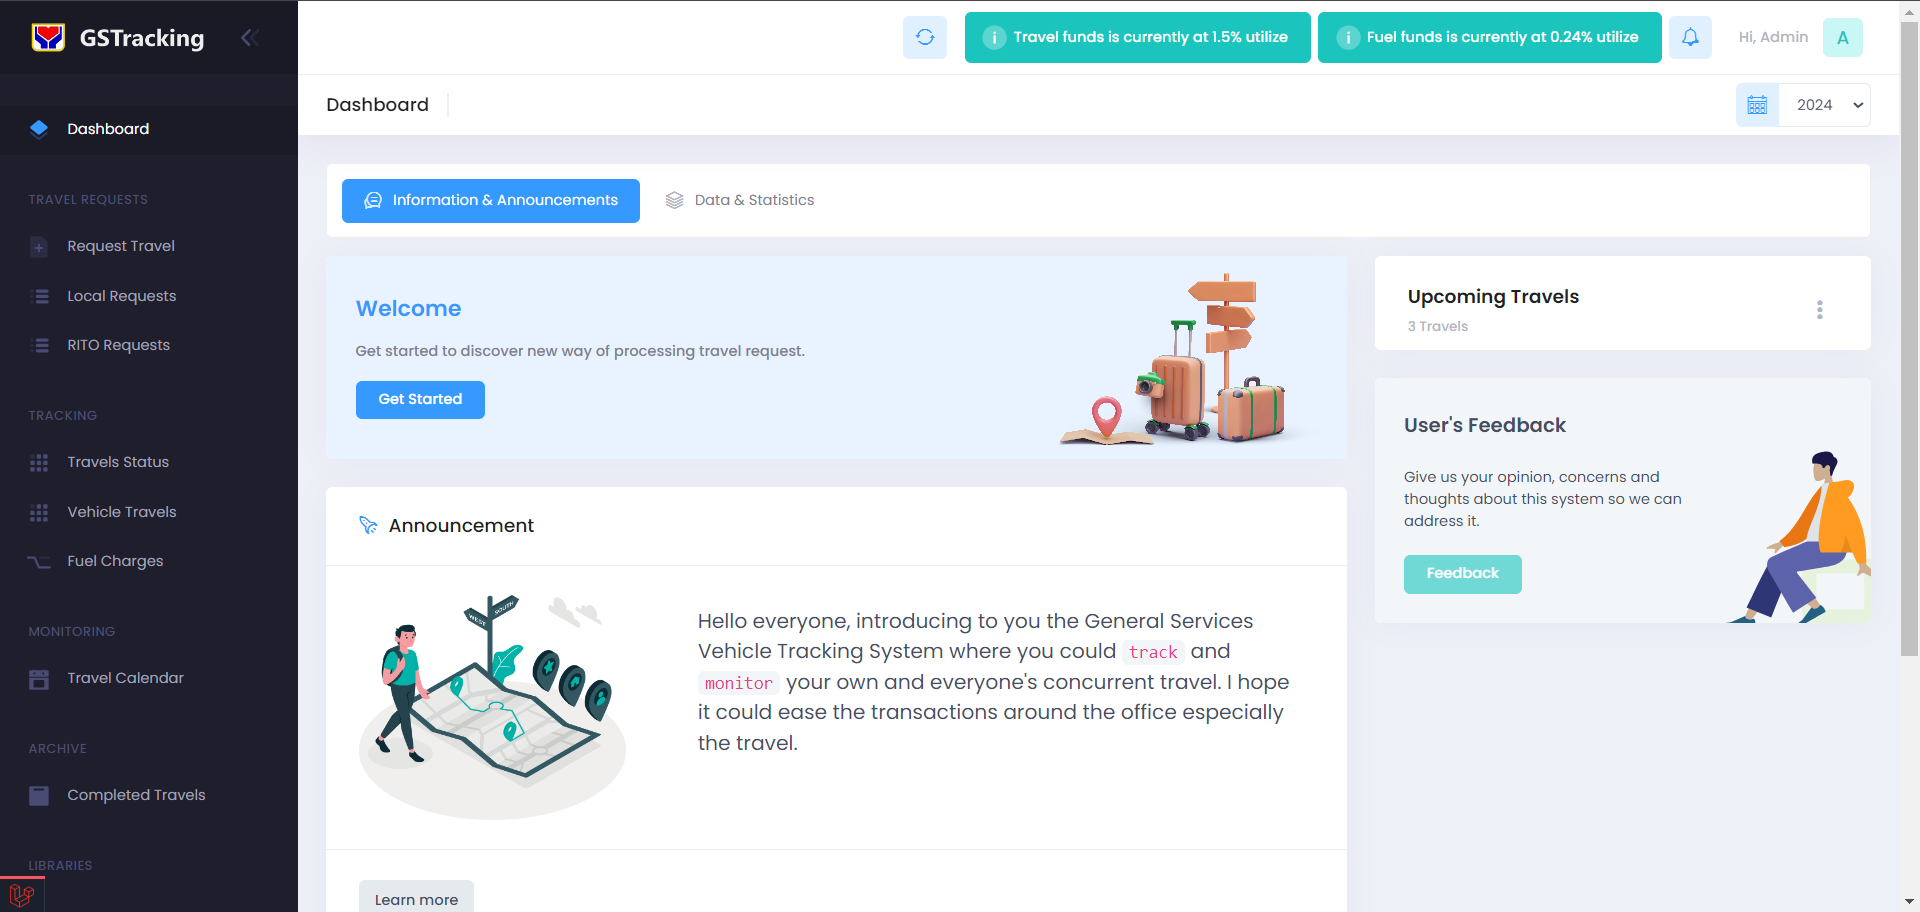 GSTracking
Travel funds is currently at 1.5% utilize
Fuel funds is currently at 0.24% utilize
Hi, Admin
A
Dashboard
Dashboard
2024
TRAVEL REQUESTS
Request Travel
Local Requests
RITO Requests
TRACKING
Travels Status
Vehicle Travels
Fuel Charges
MONITORING
Travel Calendar
ARCHIVE
Completed Travels
LIBRARIES
Information & Announcements
Data & Statistics
Welcome
Get started to discover new way of processing travel request.
Get Started
Upcoming Travels
3 Travels
User's Feedback
Give us your opinion, concerns and
thoughts about this system so we can
address it.
Feedback
Announcement
WEST
SOUTH
Hello everyone, introducing to you the General Services
Vehicle Tracking System where you could track and
monitor your own and everyone's concurrent travel. I hope
it could ease the transactions around the office especially
the travel.
Learn more